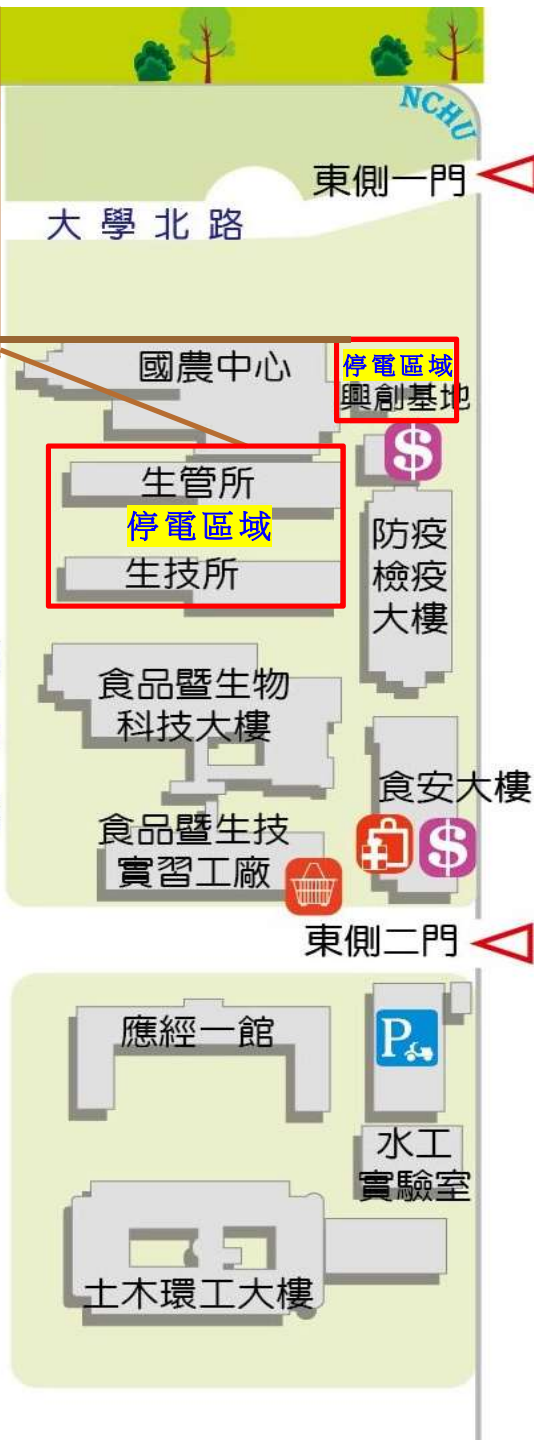 NCHU
東側一門
大學北路
國農中心
停電區域
興創基地
$
生管所
停電區域
生技所
防疫
檢疫
大樓
食品暨生物
科技大樓
食安大樓
$
食品暨生技
實習工廠
東側二門
應經一館
P
水工
實驗室
土木環工大樓